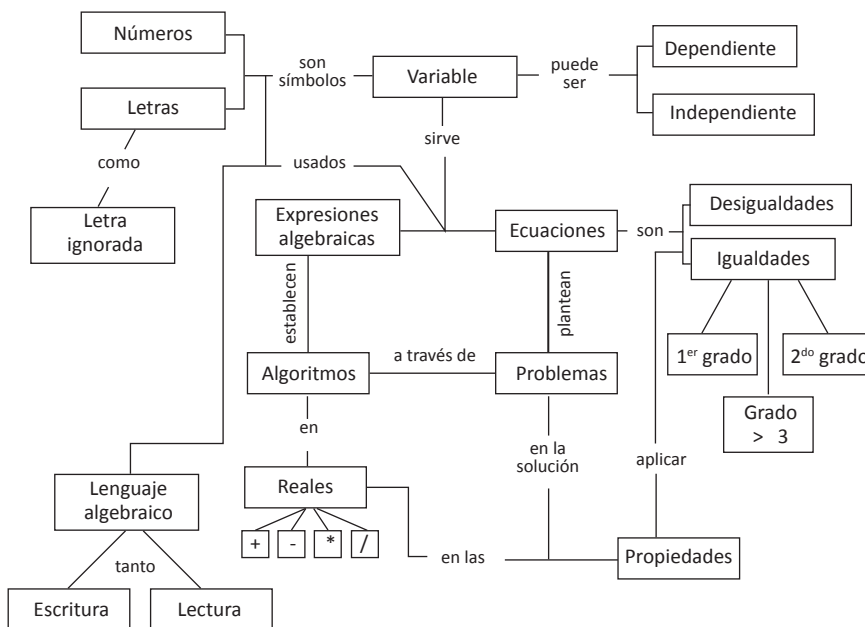 Números
son
símbolos
Variable
puede
ser
Dependiente
Letras
Independiente
como
usados
sirve
Letra
ignorada
Expresiones
algebraicas
Ecuaciones
son
Desigualdades
Igualdades
establecen
plantean
1er grado
2do grado
Algoritmos
a través de
Problemas
Grado
> 3
en
en la
solución
aplicar
Lenguaje
algebraico
Reales
+ - * /
en las
Propiedades
tanto
Escritura
Lectura